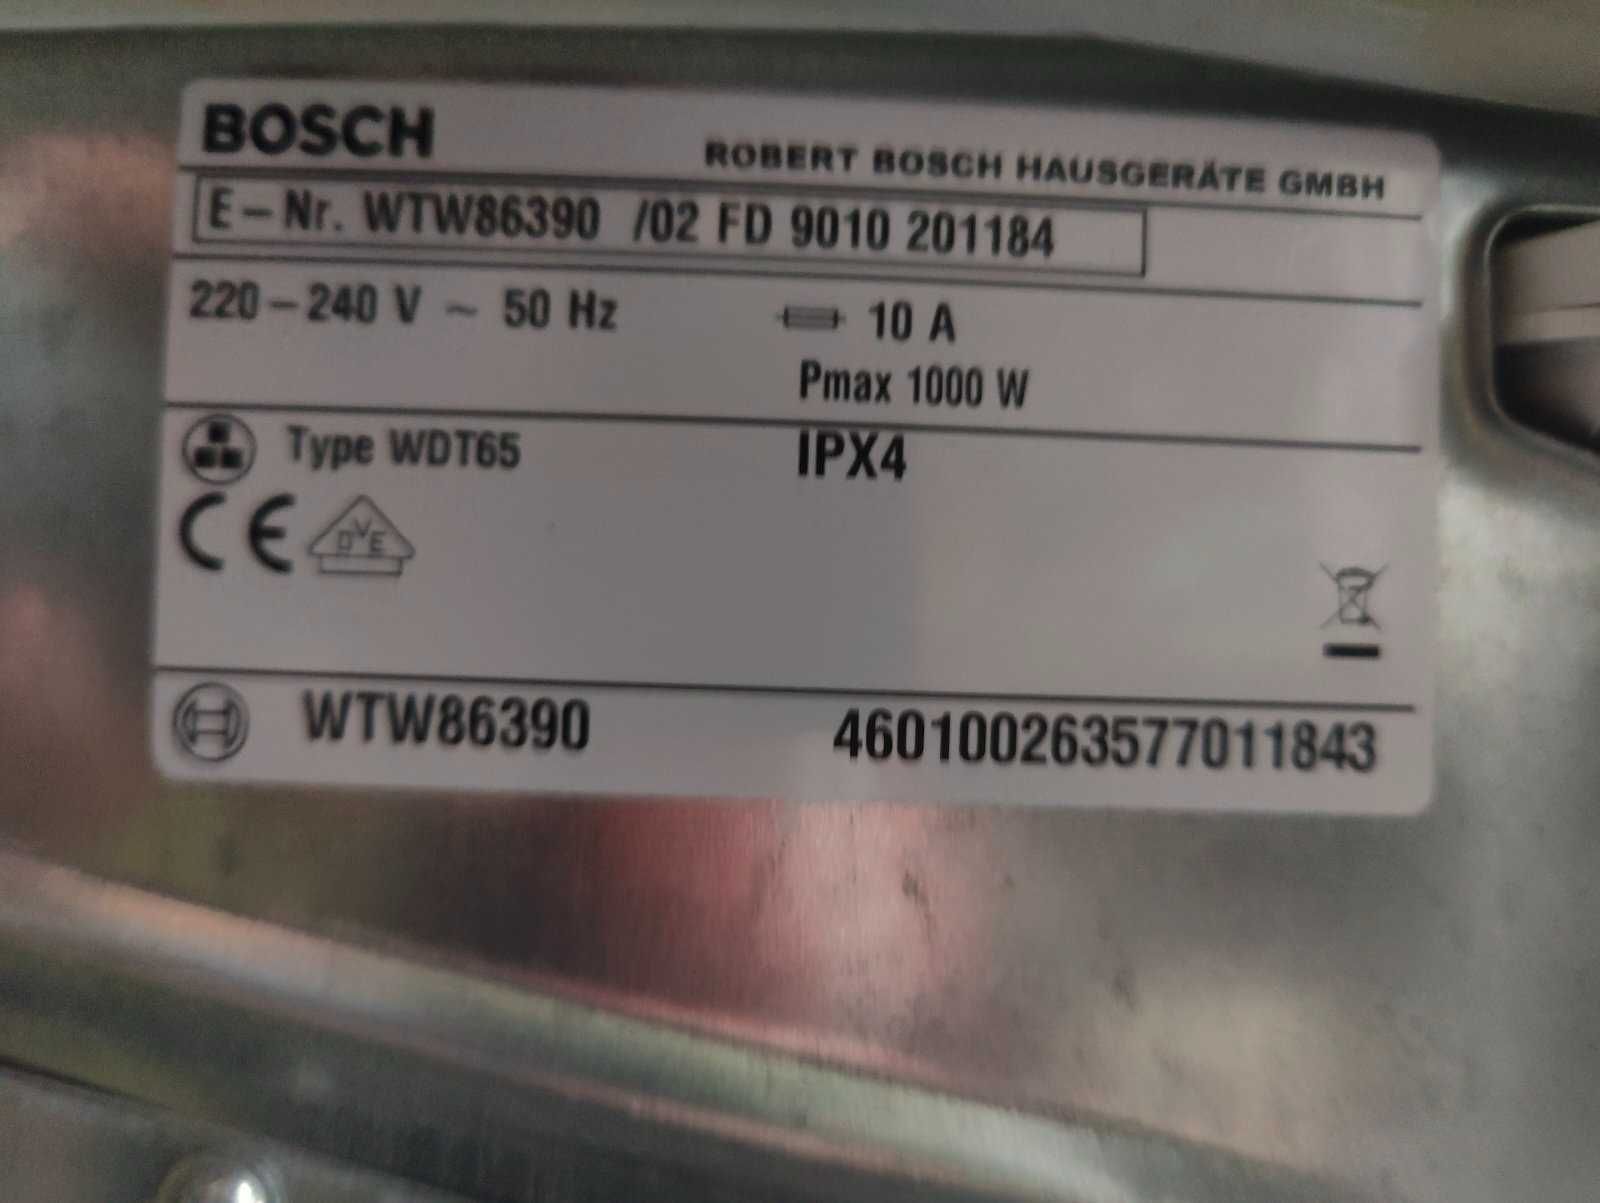 BOSCH
ROBERT BOSCH HAUSGERÄTE GMBH
E-Nr. WTW86390 /02 FD 9010 201184
220-240 V ~ 50 Hz 10 A
Pmax 1000 W
Type WDT65 IPX4
CE DVE
WTW86390 460100263577011843